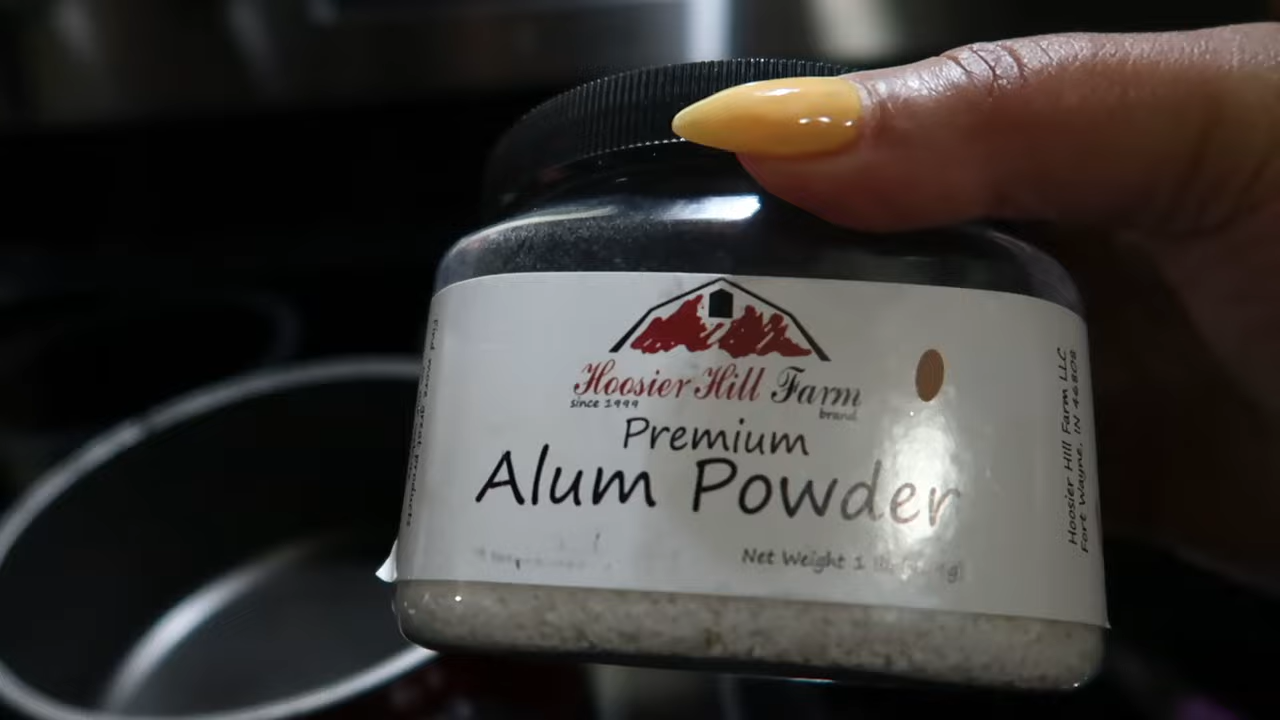 Hoosier Hill Farm
since 1999
brand
Premium
Alum Powder
Net Weight 1
Hoosier Hill Farm LLC
Fort Wayne, IN 46808